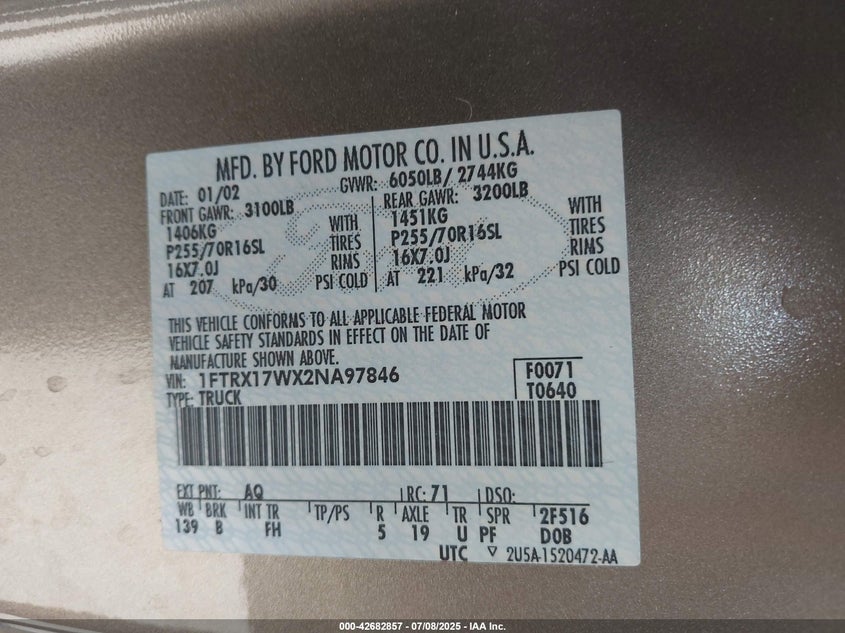 MFD. BY FORD MOTOR CO. IN U.S.A.
DATE: 01/02 GVWR: 6050LB/ 2744KG
FRONT GAWR: 3100LB REAR GAWR: 3200LB
1406KG WITH 1451KG WITH
P255/70R16SL TIRES P255/70R16SL TIRES
16X7.0J RIMS 16X7.0J RIMS
AT 207 kPa/30 PSI COLD AT 221 kPa/32 PSI COLD
THIS VEHICLE CONFORMS TO ALL APPLICABLE FEDERAL MOTOR
VEHICLE SAFETY STANDARDS IN EFFECT ON THE DATE OF
MANUFACTURE SHOWN ABOVE.
VIN: 1FTRX17WX2NA97846 F0071
TYPE: TRUCK T0640
EXT PNT: AQ RC: 71 DSO:
WB BRK INT TR TP/PS R AXLE TR SPR 2F516
139 B FH 5 19 U PF DOB
UTC ▽ 2U5A-1520472-AA
000-42682857 - 07/08/2025 - IAA Inc.